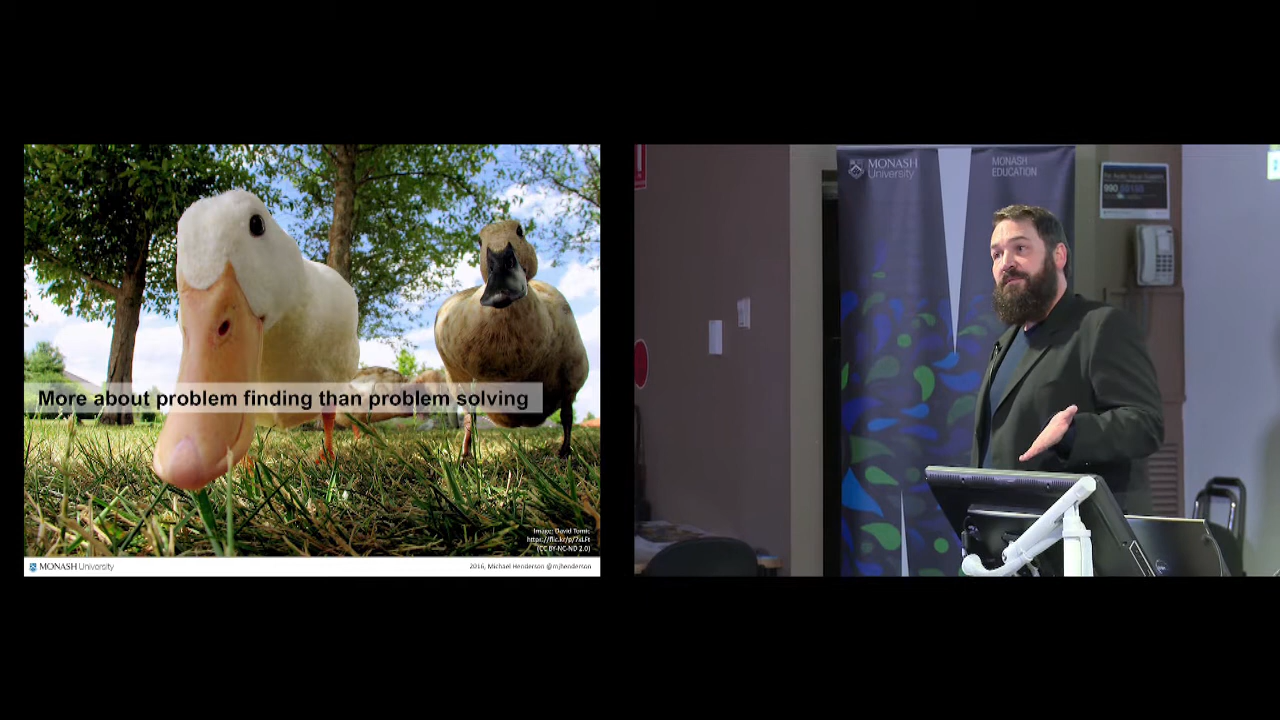 More about problem finding than problem solving
Image: David Tomic
(CC BY-NC-ND 2.0)
MONASH University
2016, Michael Henderson @mjhenderson
MONASH
University
MONASH
EDUCATION